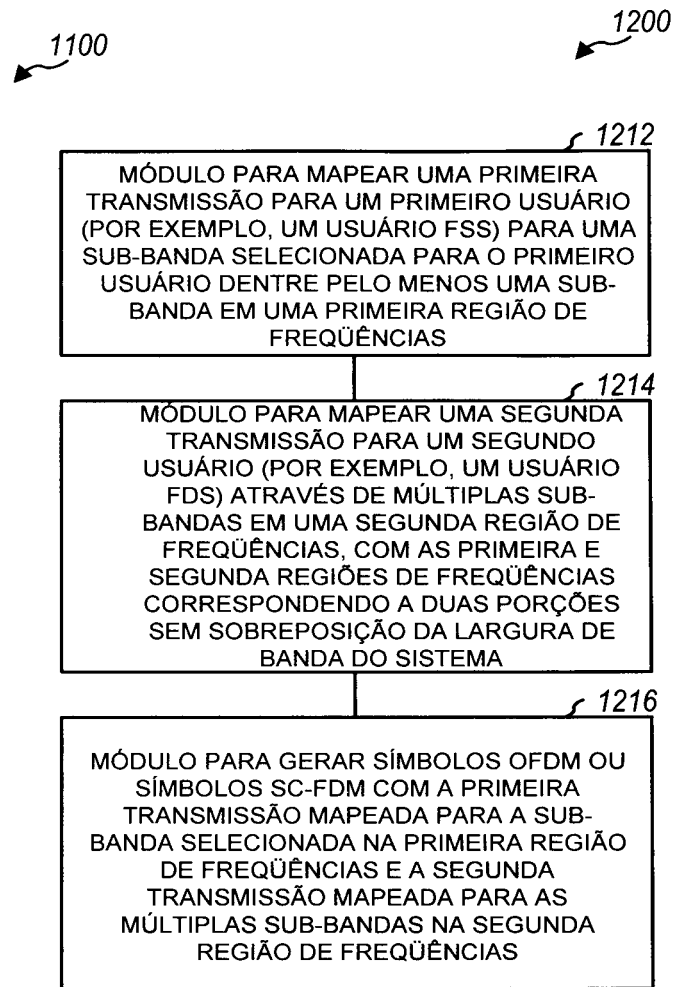 1100
1200
1212
MÓDULO PARA MAPEAR UMA PRIMEIRA
TRANSMISSÃO PARA UM PRIMEIRO USUÁRIO
(POR EXEMPLO, UM USUÁRIO FSS) PARA UMA
SUB-BANDA SELECIONADA PARA O PRIMEIRO
USUÁRIO DENTRE PELO MENOS UMA SUB-
BANDA EM UMA PRIMEIRA REGIÃO DE
FREQÜÊNCIAS
1214
MÓDULO PARA MAPEAR UMA SEGUNDA
TRANSMISSÃO PARA UM SEGUNDO
USUÁRIO (POR EXEMPLO, UM USUÁRIO
FDS) ATRAVÉS DE MÚLTIPLAS SUB-
BANDAS EM UMA SEGUNDA REGIÃO DE
FREQÜÊNCIAS, COM AS PRIMEIRA E
SEGUNDA REGIÕES DE FREQÜÊNCIAS
CORRESPONDENDO A DUAS PORÇÕES
SEM SOBREPOSIÇÃO DA LARGURA DE
BANDA DO SISTEMA
1216
MÓDULO PARA GERAR SÍMBOLOS OFDM OU
SÍMBOLOS SC-FDM COM A PRIMEIRA
TRANSMISSÃO MAPEADA PARA A SUB-
BANDA SELECIONADA NA PRIMEIRA REGIÃO
DE FREQÜÊNCIAS E A SEGUNDA
TRANSMISSÃO MAPEADA PARA AS
MÚLTIPLAS SUB-BANDAS NA SEGUNDA
REGIÃO DE FREQÜÊNCIAS